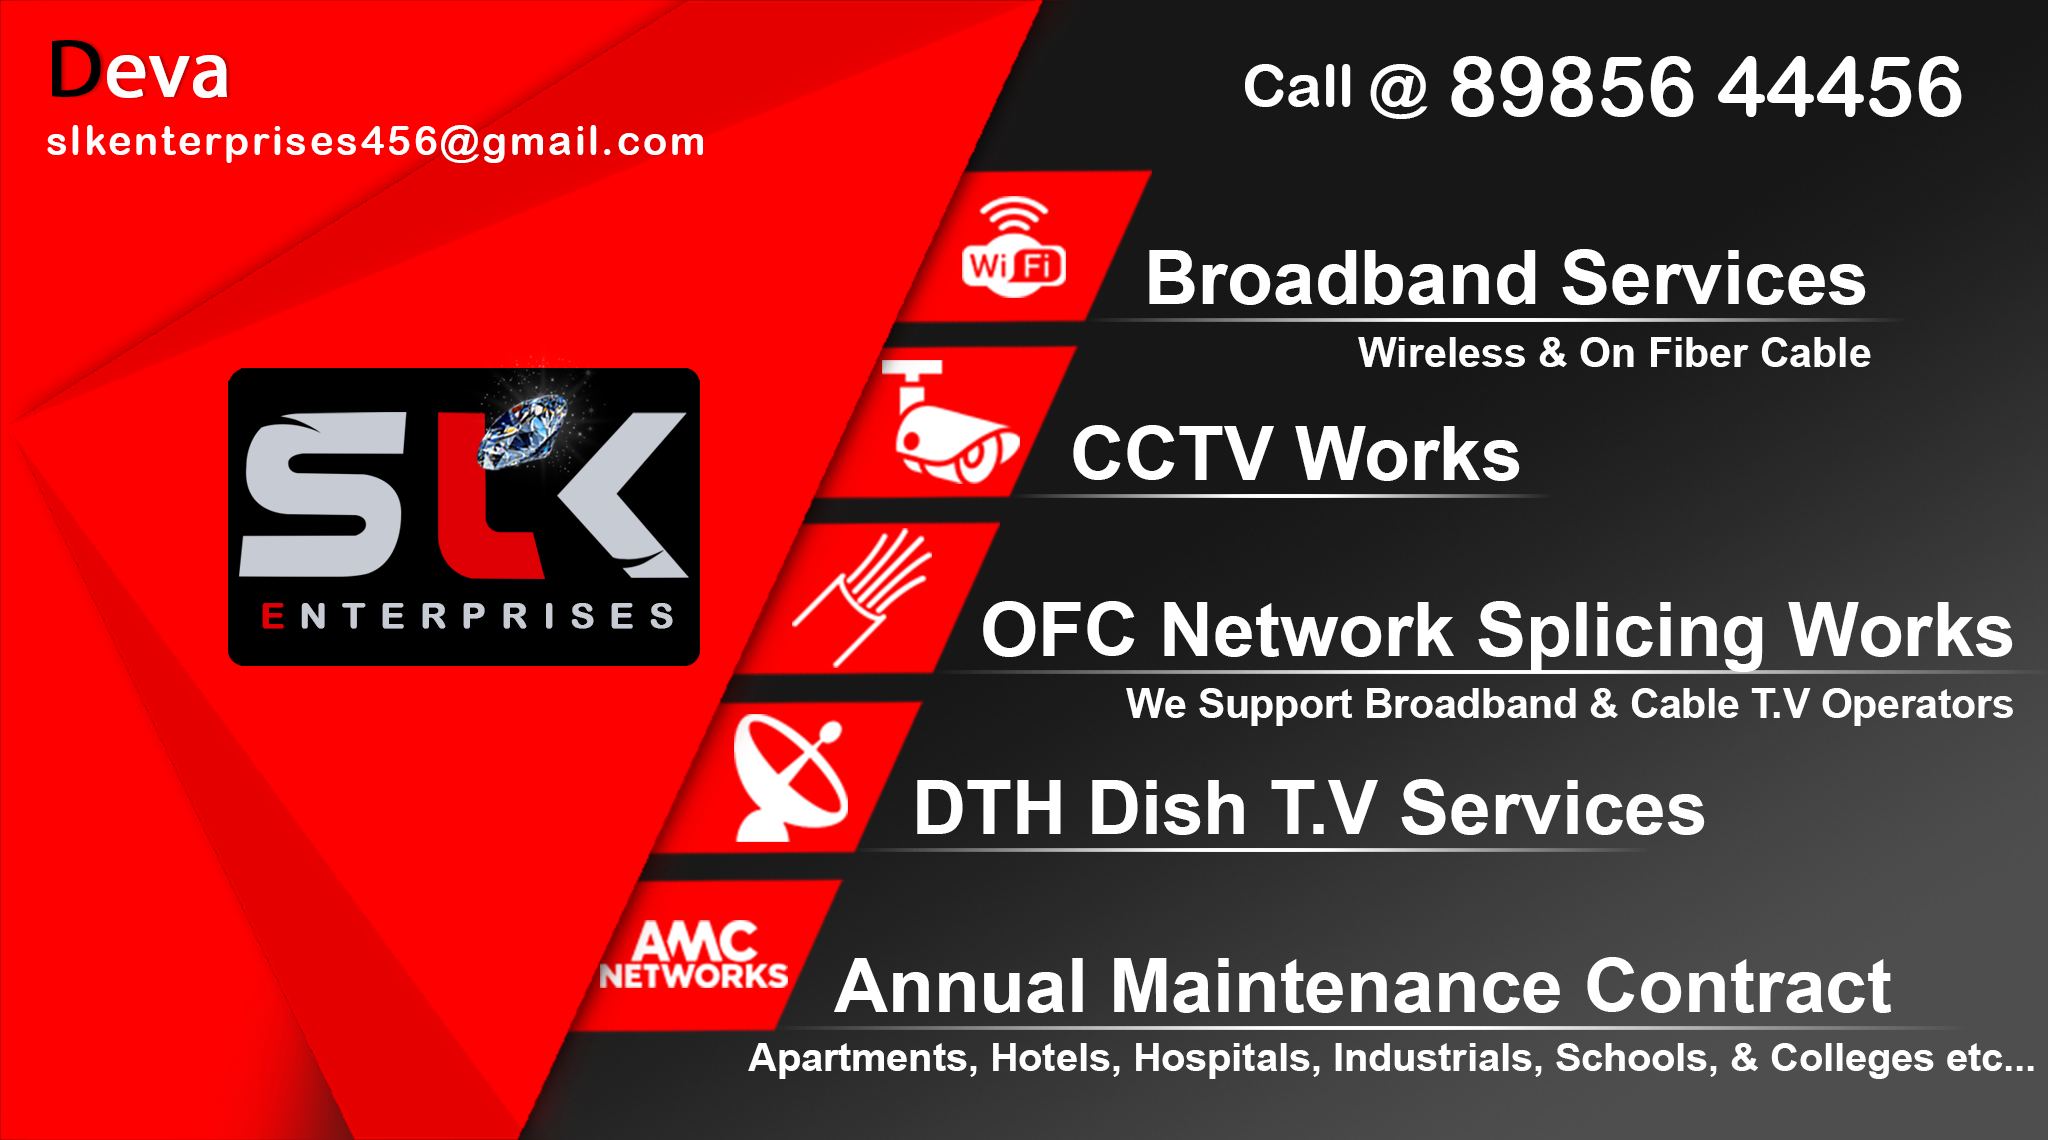 Deva
slkenterprises456@gmail.com
Call @ 89856 44456
SLK
ENTERPRISES
WiFi
Broadband Services
Wireless & On Fiber Cable
CCTV Works
OFC Network Splicing Works
We Support Broadband & Cable T.V Operators
DTH Dish T.V Services
AMC
NETWORKS
Annual Maintenance Contract
Apartments, Hotels, Hospitals, Industrials, Schools, & Colleges etc...